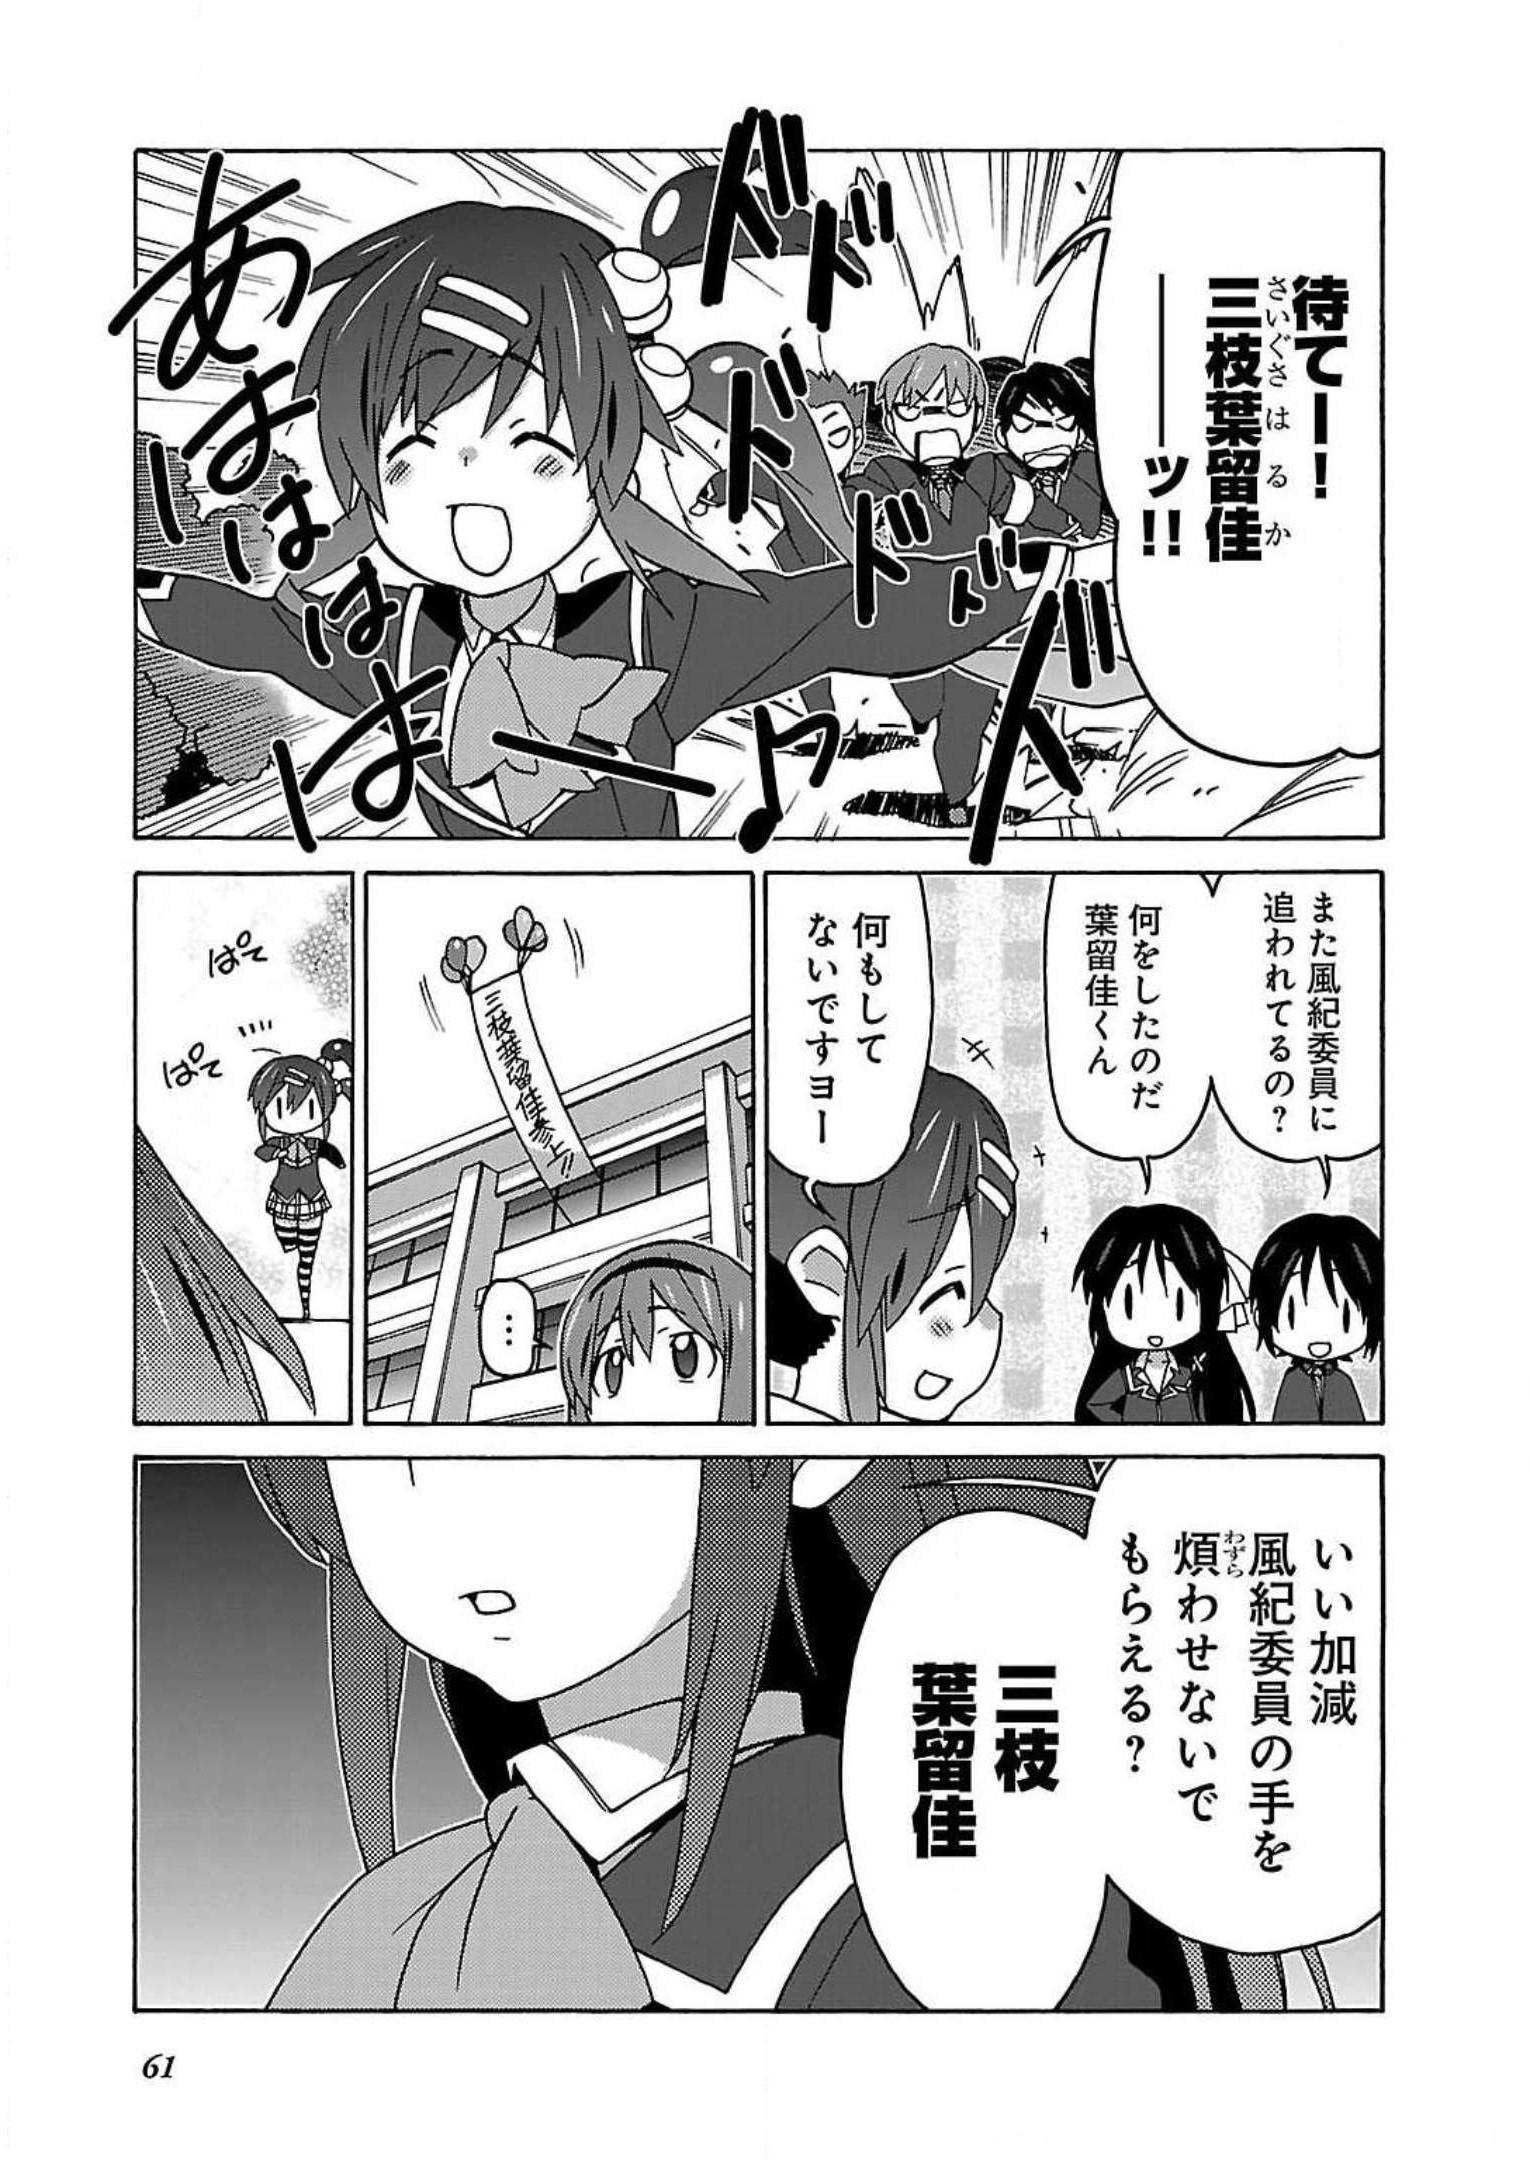 待てー!
三枝葉留佳
さいぐさはるか
――ッ!!
ドドドドドド
あははははははははーー♪
また風紀委員に
追われてるの?
何をしたのだ
葉留佳くん
何もして
ないですヨー
三枝葉留佳参上!!
…
ぱて
ぱて
いい加減
風紀委員の手を
煩わせないで
わずら
もらえる?
三枝
葉留佳
61